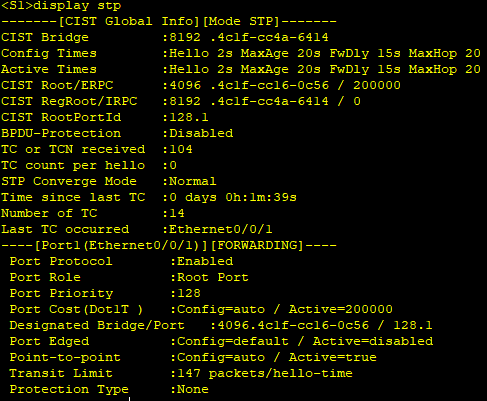 <S1>display stp
-------[CIST Global Info][Mode STP]-------
CIST Bridge         :8192 .4c1f-cc4a-6414
Config Times        :Hello 2s MaxAge 20s FwDly 15s MaxHop 20
Active Times        :Hello 2s MaxAge 20s FwDly 15s MaxHop 20
CIST Root/ERPC      :4096 .4c1f-cc16-0c56 / 200000
CIST RegRoot/IRPC   :8192 .4c1f-cc4a-6414 / 0
CIST RootPortId     :128.1
BPDU-Protection     :Disabled
TC or TCN received  :104
TC count per hello  :0
STP Converge Mode   :Normal
Time since last TC  :0 days 0h:1m:39s
Number of TC        :14
Last TC occurred    :Ethernet0/0/1
----[Port1(Ethernet0/0/1)][FORWARDING]----
 Port Protocol       :Enabled
 Port Role           :Root Port
 Port Priority       :128
 Port Cost(Dot1T )   :Config=auto / Active=200000
 Designated Bridge/Port   :4096.4c1f-cc16-0c56 / 128.1
 Port Edged          :Config=default / Active=disabled
 Point-to-point      :Config=auto / Active=true
 Transit Limit       :147 packets/hello-time
 Protection Type     :None